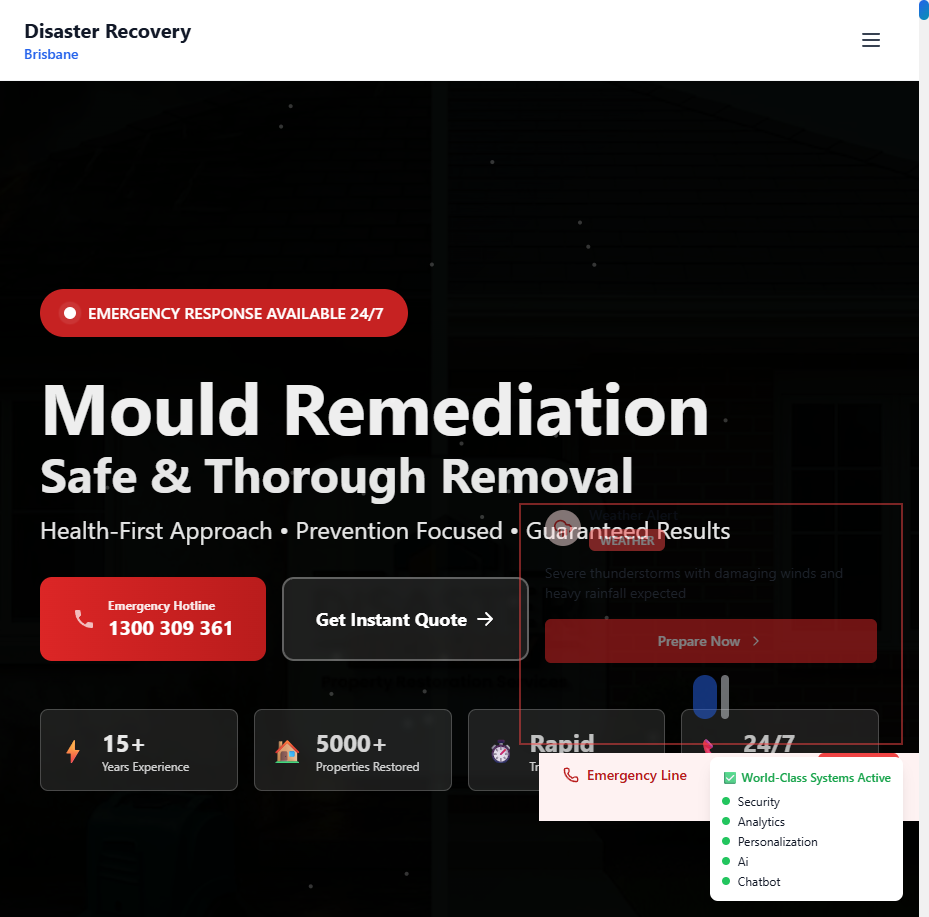 Disaster Recovery
Brisbane
EMERGENCY RESPONSE AVAILABLE 24/7
Mould Remediation
Safe & Thorough Removal
Health-First Approach • Prevention Focused • Guaranteed Results
Weather Alert
WEATHER
Severe thunderstorms with damaging winds and
heavy rainfall expected
Prepare Now
Emergency Hotline
1300 309 361
Get Instant Quote
15+
Years Experience
5000+
Properties Restored
Rapid
24/7
Emergency Line
World-Class Systems Active
Security
Analytics
Personalization
Ai
Chatbot